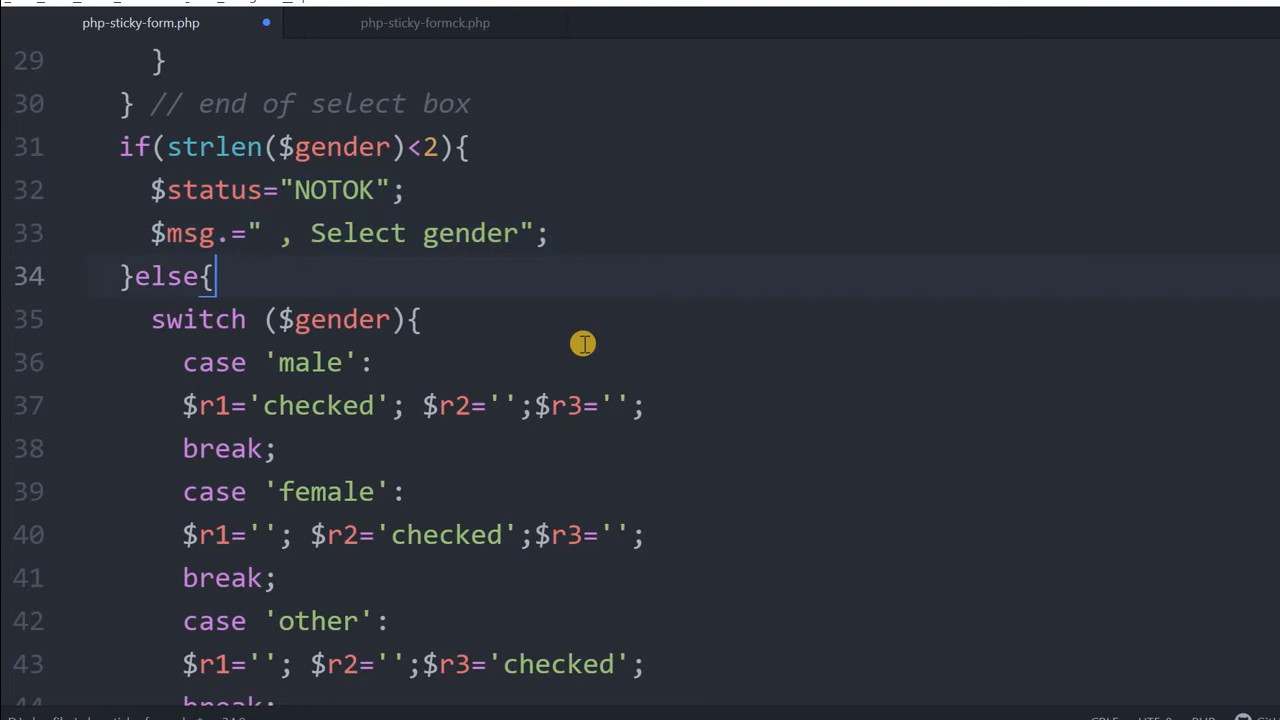 php-sticky-form.php
php-sticky-formck.php
29 }
30 } // end of select box
31 if(strlen($gender)<2){
32 $status="NOTOK";
33 $msg.=" , Select gender";
34 }else{
35 switch ($gender){
36 case 'male':
37 $r1='checked'; $r2='';$r3='';
38 break;
39 case 'female':
40 $r1=''; $r2='checked';$r3='';
41 break;
42 case 'other':
43 $r1=''; $r2='';$r3='checked';
44 break;